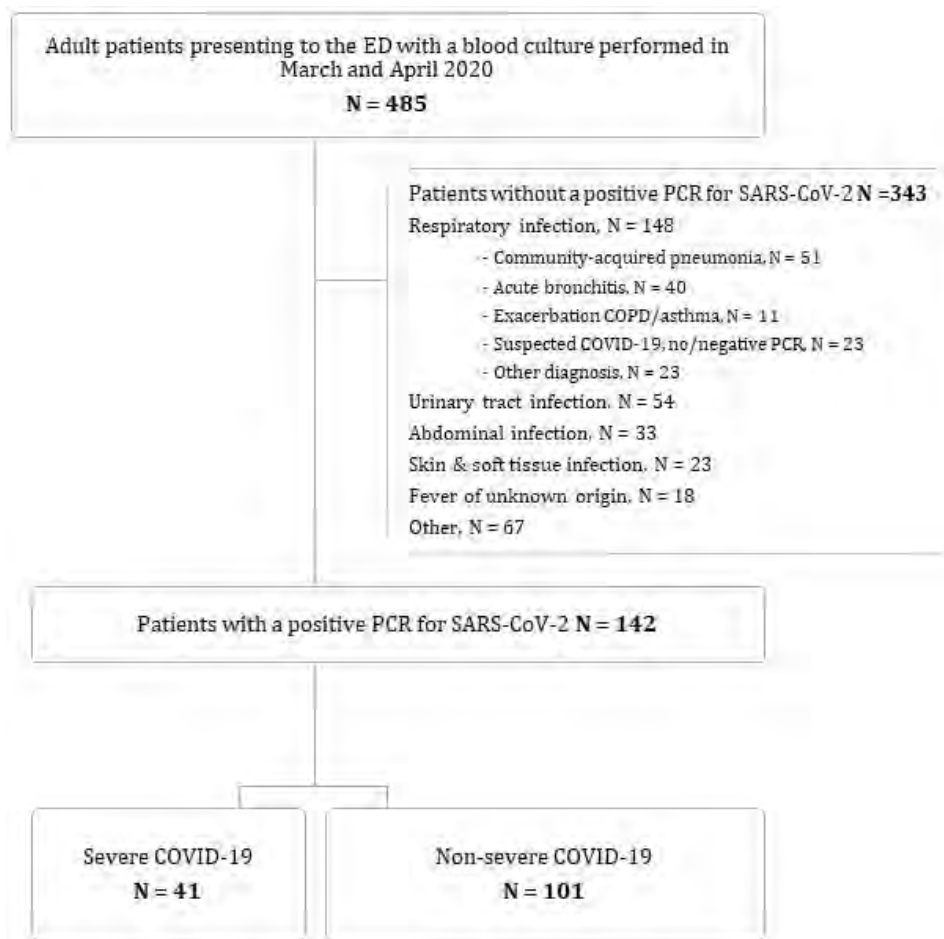 Adult patients presenting to the ED with a blood culture performed in
March and April 2020
N = 485
Patients without a positive PCR for SARS-CoV-2 N =343
Respiratory infection, N = 148
- Community-acquired pneumonia, N = 51
- Acute bronchitis, N = 40
- Exacerbation COPD/asthma, N = 11
- Suspected COVID-19, no/negative PCR, N = 23
- Other diagnosis, N = 23
Urinary tract infection, N = 54
Abdominal infection, N = 33
Skin & soft tissue infection, N = 23
Fever of unknown origin, N = 18
Other, N = 67
Patients with a positive PCR for SARS-CoV-2 N = 142
Severe COVID-19
N = 41
Non-severe COVID-19
N = 101